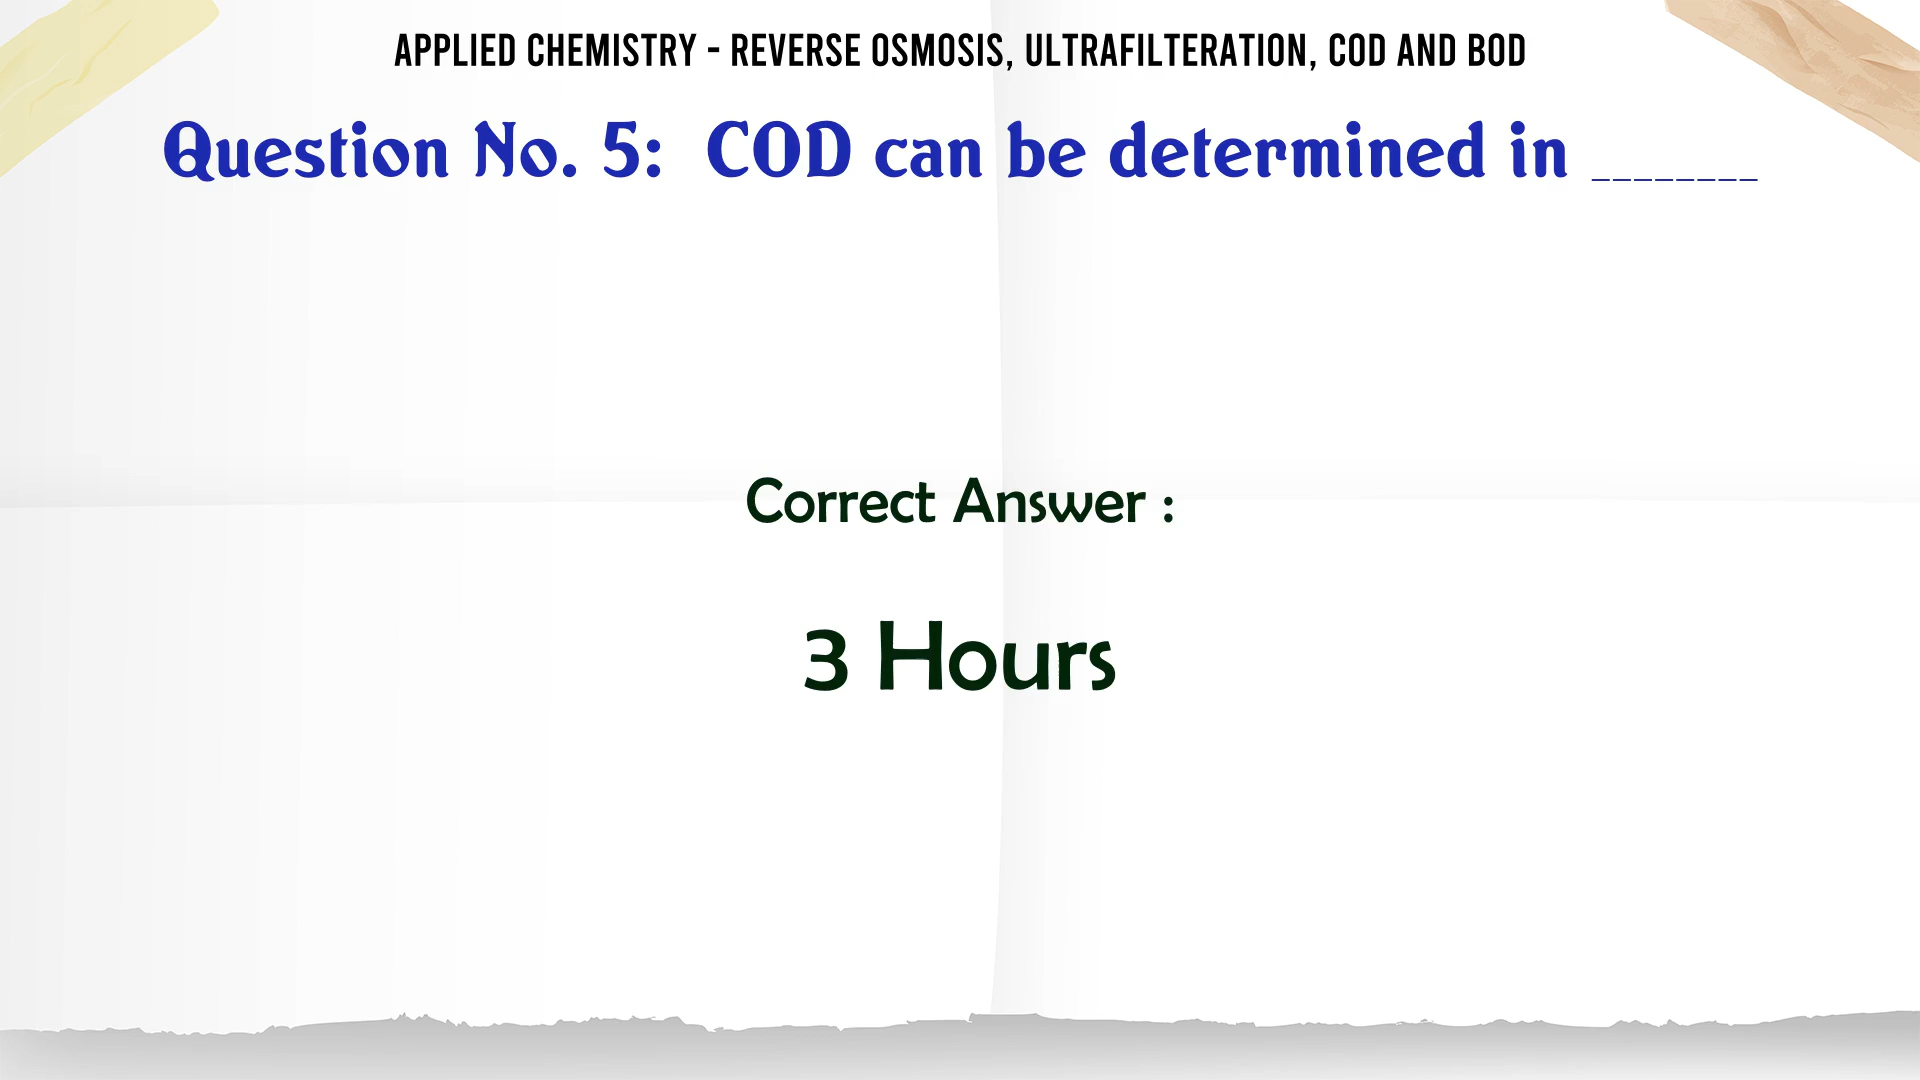 APPLIED CHEMISTRY - REVERSE OSMOSIS, ULTRAFILTERATION, COD AND BOD
Question No. 5: COD can be determined in ________
Correct Answer :
3 Hours